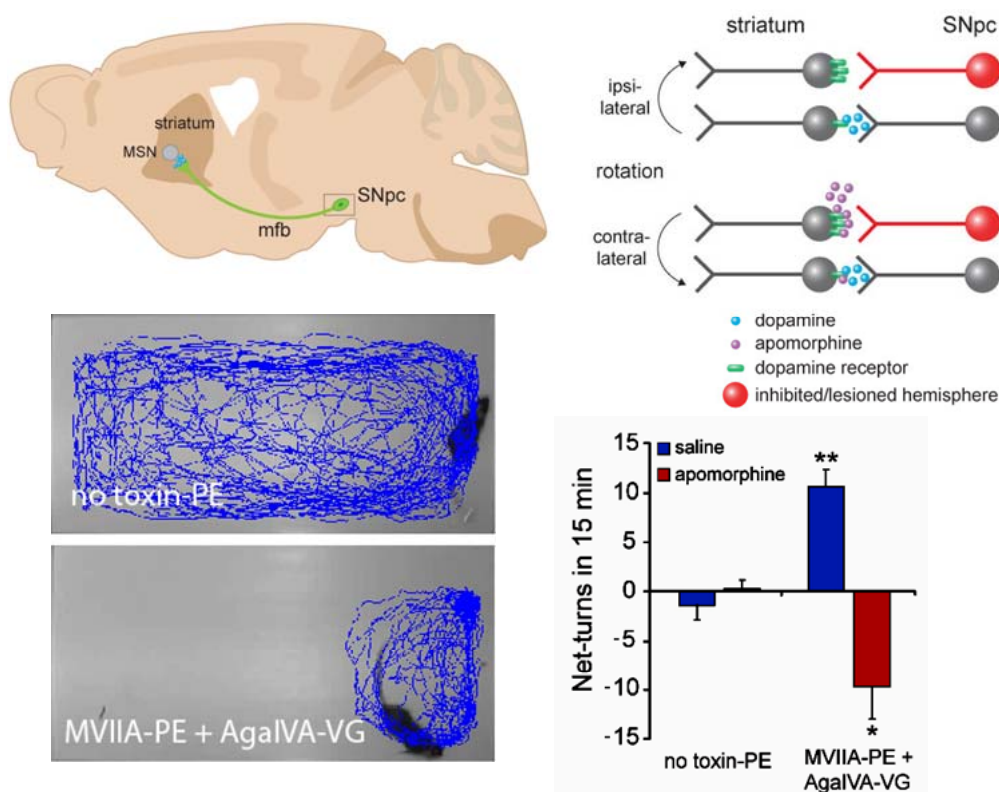 striatum
MSN
mfb
SNpc
striatum SNpc
ipsi-
lateral
rotation
contra-
lateral
dopamine
apomorphine
dopamine receptor
inhibited/lesioned hemisphere
no toxin-PE
MVIIA-PE + AgaIVA-VG
Net-turns in 15 min
15
10
5
0
-5
-10
-15
saline
apomorphine
**
*
no toxin-PE
MVIIA-PE +
AgaIVA-VG